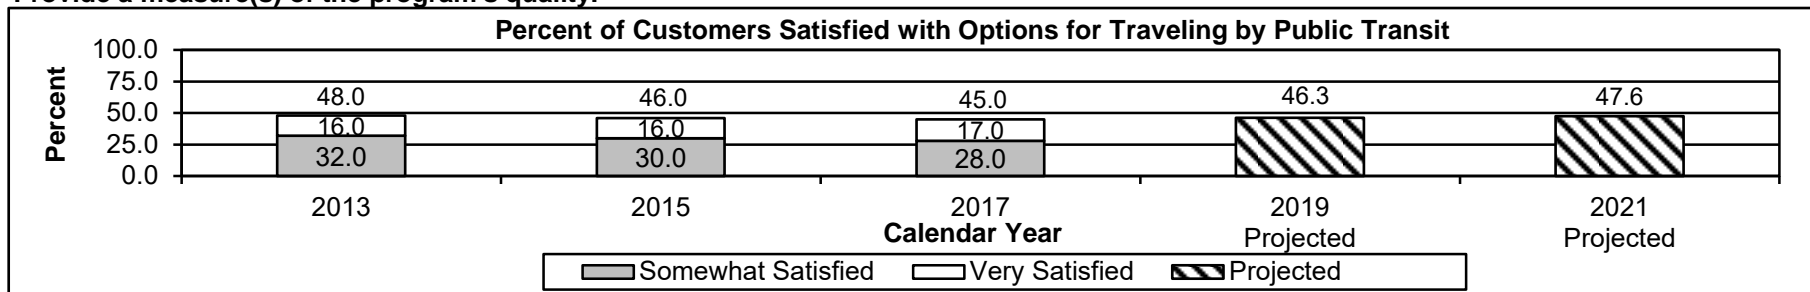 Provide a measure(s) of the program's quality.
Percent of Customers Satisfied with Options for Traveling by Public Transit
Percent
100.0
75.0
50.0
25.0
0.0
48.0 46.0 45.0 46.3 47.6
16.0 16.0 17.0
32.0 30.0 28.0
2013 2015 2017 2019 2021
Calendar Year
Projected Projected
Somewhat Satisfied Very Satisfied Projected